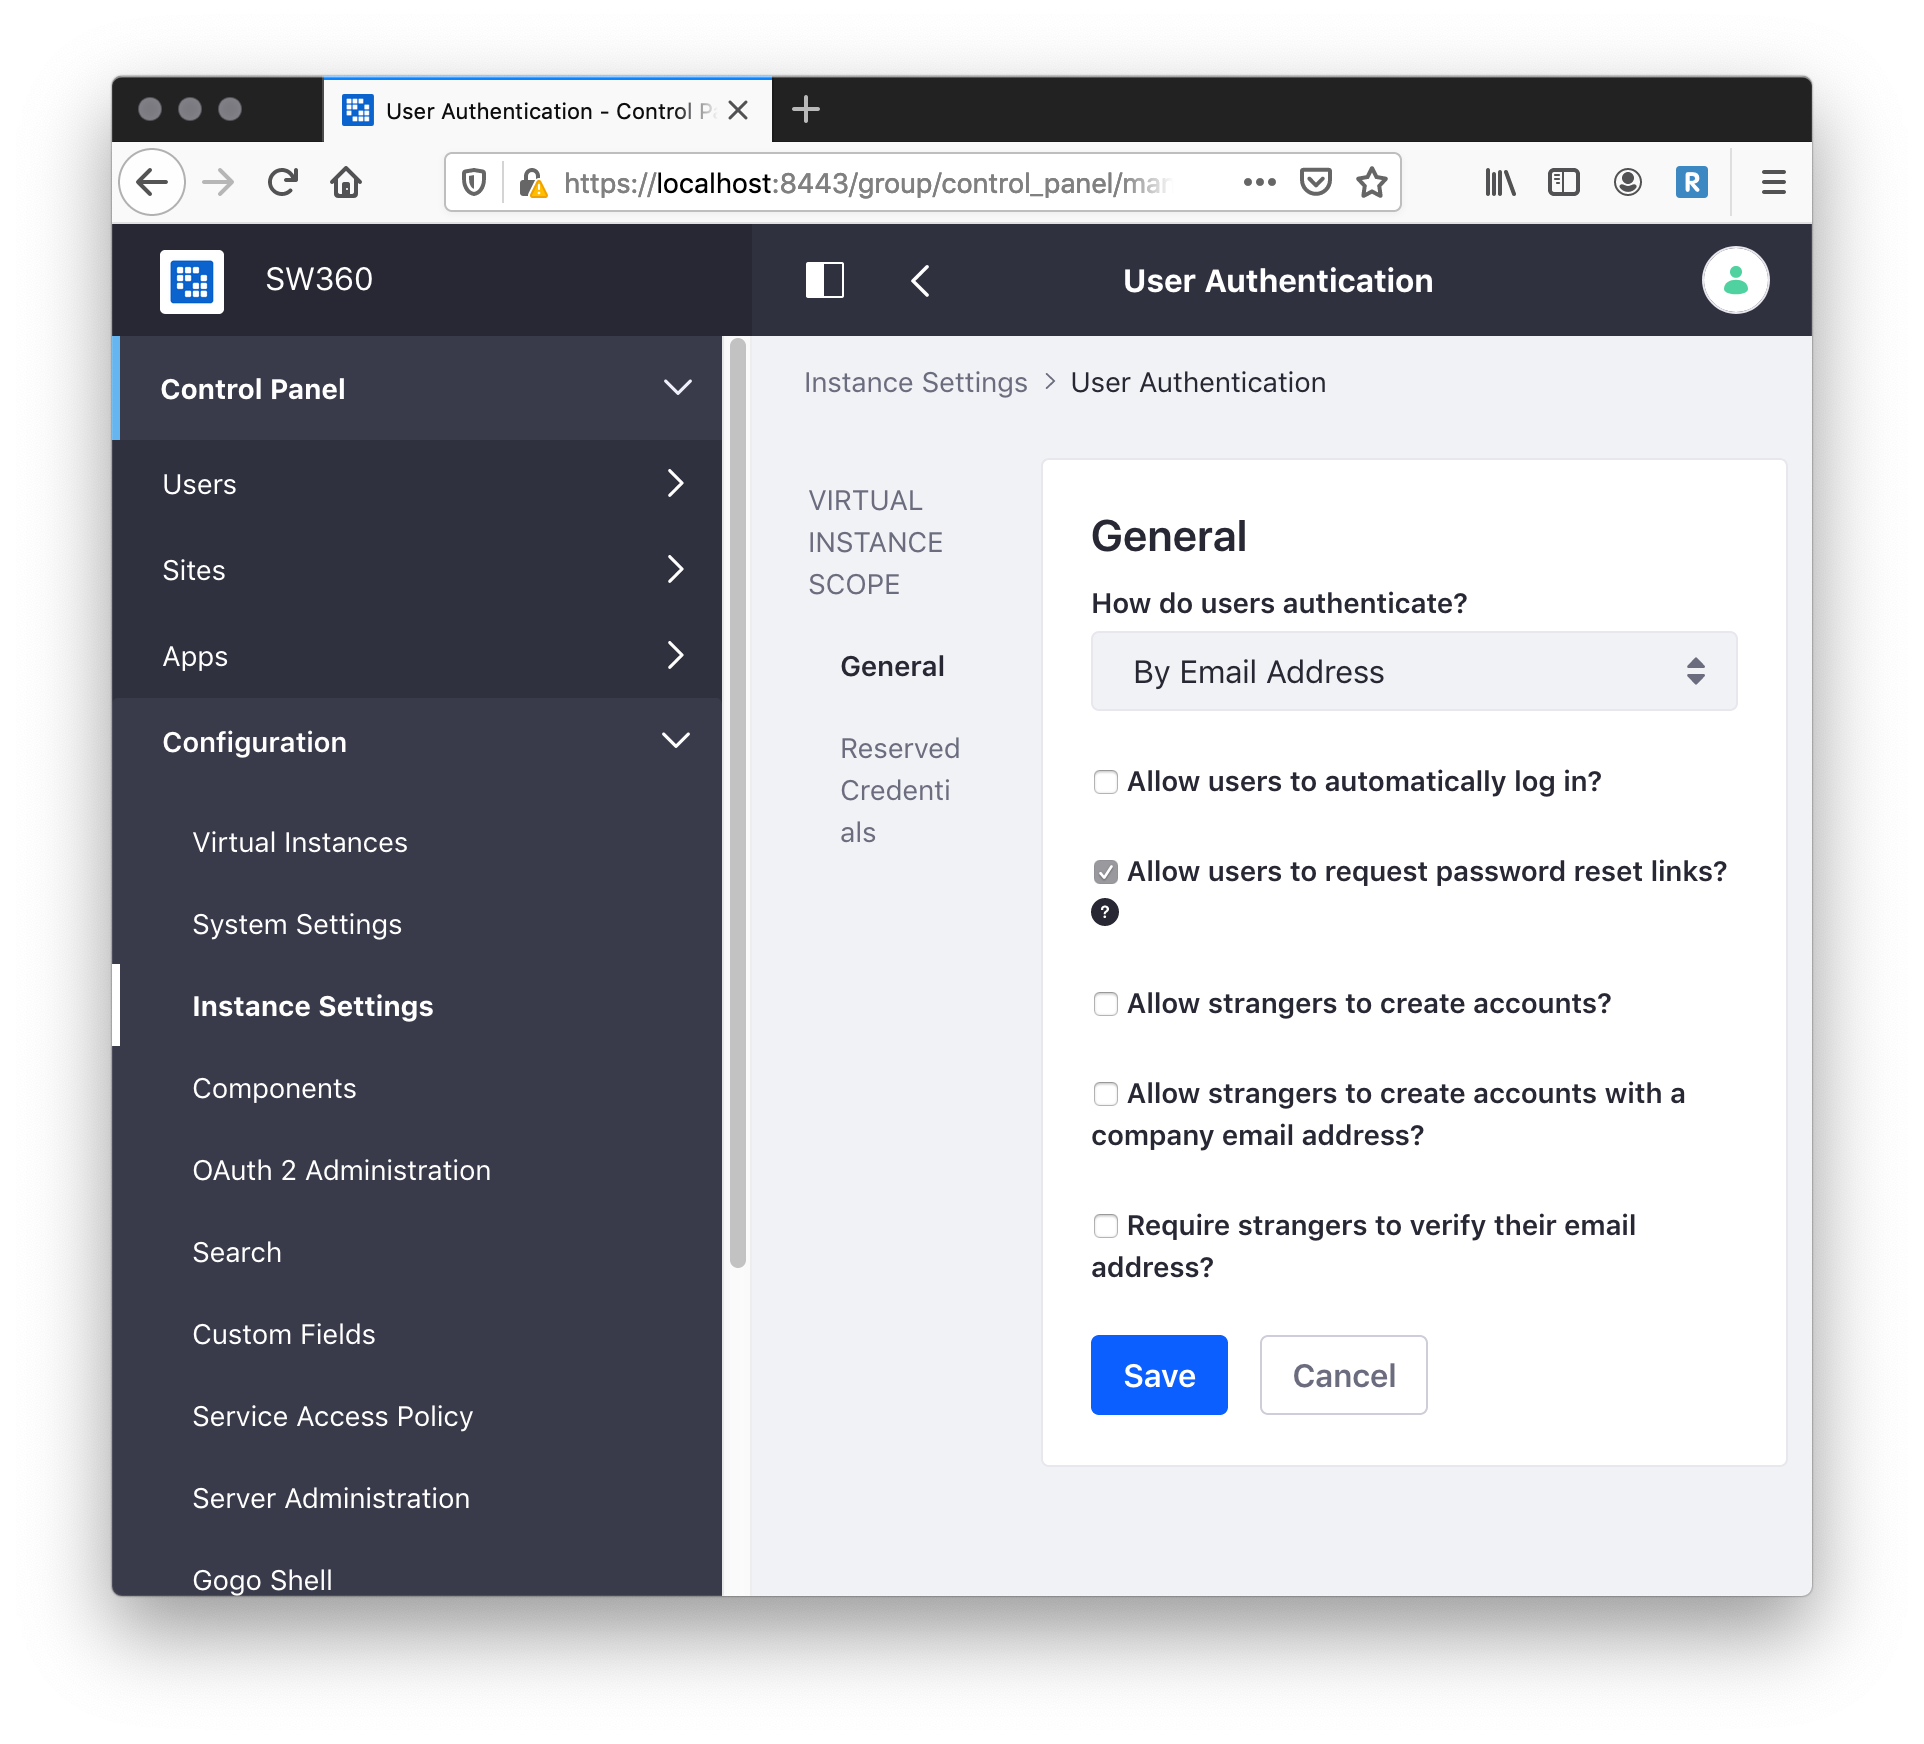 User Authentication - Control P
https://localhost:8443/group/control_panel/mar
R
SW360
User Authentication
Control Panel
Users
Sites
Apps
Configuration
Virtual Instances
System Settings
Instance Settings
Components
OAuth 2 Administration
Search
Custom Fields
Service Access Policy
Server Administration
Gogo Shell
Instance Settings > User Authentication
VIRTUAL
INSTANCE
SCOPE
General
Reserved
Credenti
als
General
How do users authenticate?
By Email Address
Allow users to automatically log in?
Allow users to request password reset links?
?
Allow strangers to create accounts?
Allow strangers to create accounts with a
company email address?
Require strangers to verify their email
address?
Save
Cancel